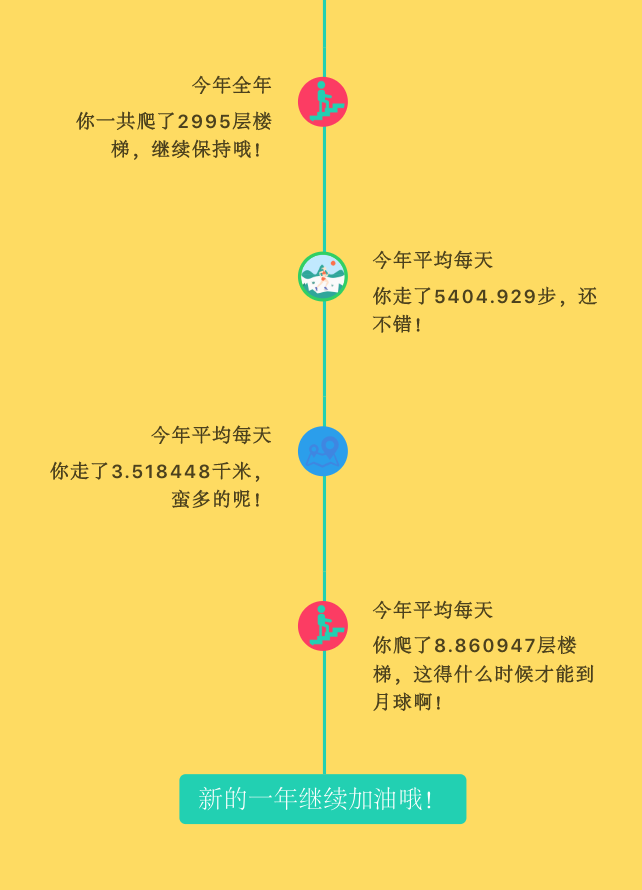 今年全年
你一共爬了2995层楼
梯，继续保持哦！
今年平均每天
你走了5404.929步，还
不错！
今年平均每天
你走了3.518448千米，
蛮多的呢！
今年平均每天
你爬了8.860947层楼
梯，这得什么时候才能到
月球啊！
新的一年继续加油哦！